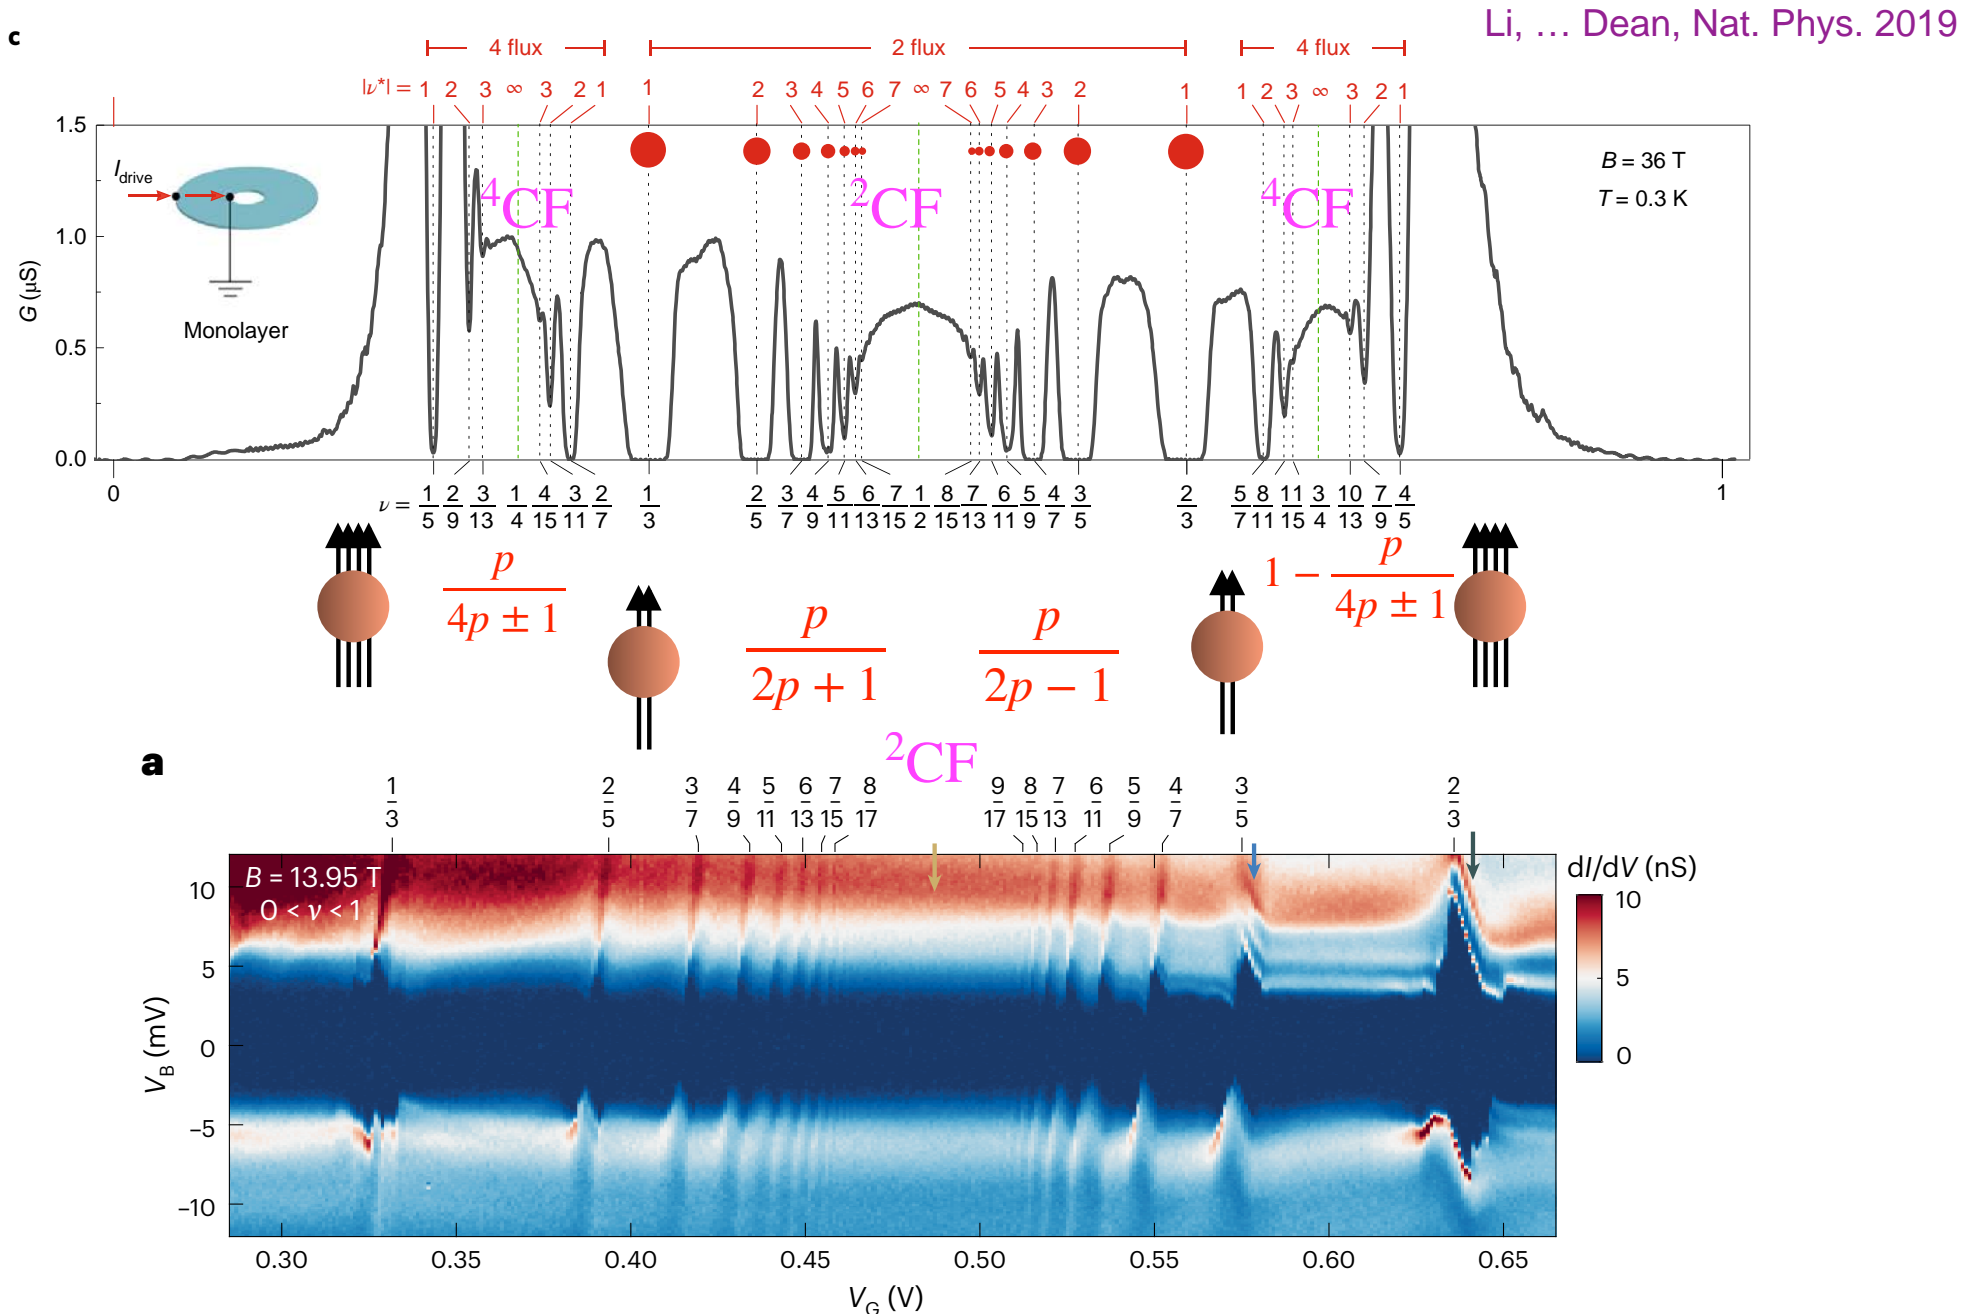 Li, … Dean, Nat. Phys. 2019
c
4 flux 2 flux 4 flux
|ν*| = 1 2 3 ∞ 3 2 1 1 2 3 4 5 6 7 ∞ 7 6 5 4 3 2 1 1 2 3 ∞ 3 2 1
1.5
I_drive
B = 36 T
T = 0.3 K
⁴CF ²CF ⁴CF
1.0
G (μS)
Monolayer
0.5
0.0
0 1
ν = 1/5 2/9 3/13 1/4 4/15 3/11 2/7 1/3 2/5 3/7 4/9 5/11 6/13 7/15 1/2 8/15 7/13 6/11 5/9 4/7 3/5 2/3 5/7 8/11 11/15 3/4 10/13 7/9 4/5
p/(4p ± 1)
p/(2p + 1)
p/(2p − 1)
1 − p/(4p ± 1)
²CF
a
1/3 2/5 3/7 4/9 5/11 6/13 7/15 8/17 9/17 8/15 7/13 6/11 5/9 4/7 3/5 2/3
B = 13.95 T
0 < ν < 1
dI/dV (nS)
10
5
0
10
5
0
−5
−10
V_B (mV)
0.30 0.35 0.40 0.45 0.50 0.55 0.60 0.65
V_G (V)